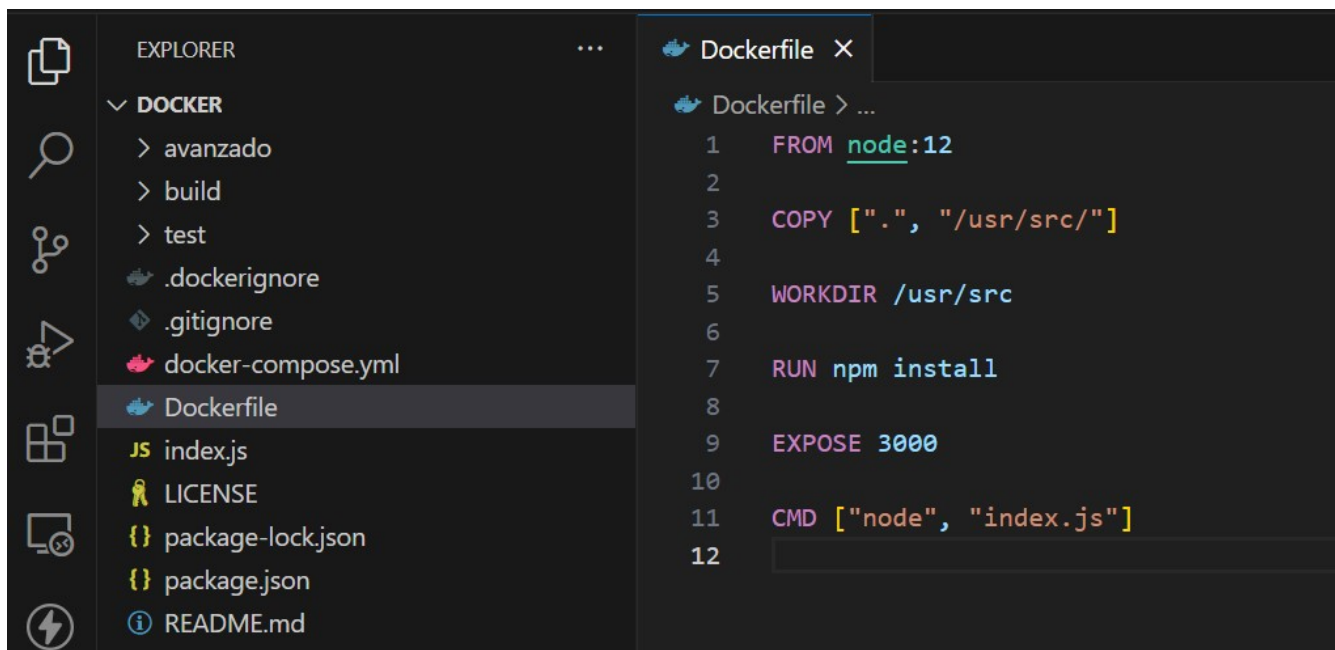 EXPLORER
DOCKER
avanzado
build
test
.dockerignore
.gitignore
docker-compose.yml
Dockerfile
JS index.js
LICENSE
{} package-lock.json
{} package.json
README.md
Dockerfile
Dockerfile > ...
1 FROM node:12
2
3 COPY [".", "/usr/src/"]
4
5 WORKDIR /usr/src
6
7 RUN npm install
8
9 EXPOSE 3000
10
11 CMD ["node", "index.js"]
12